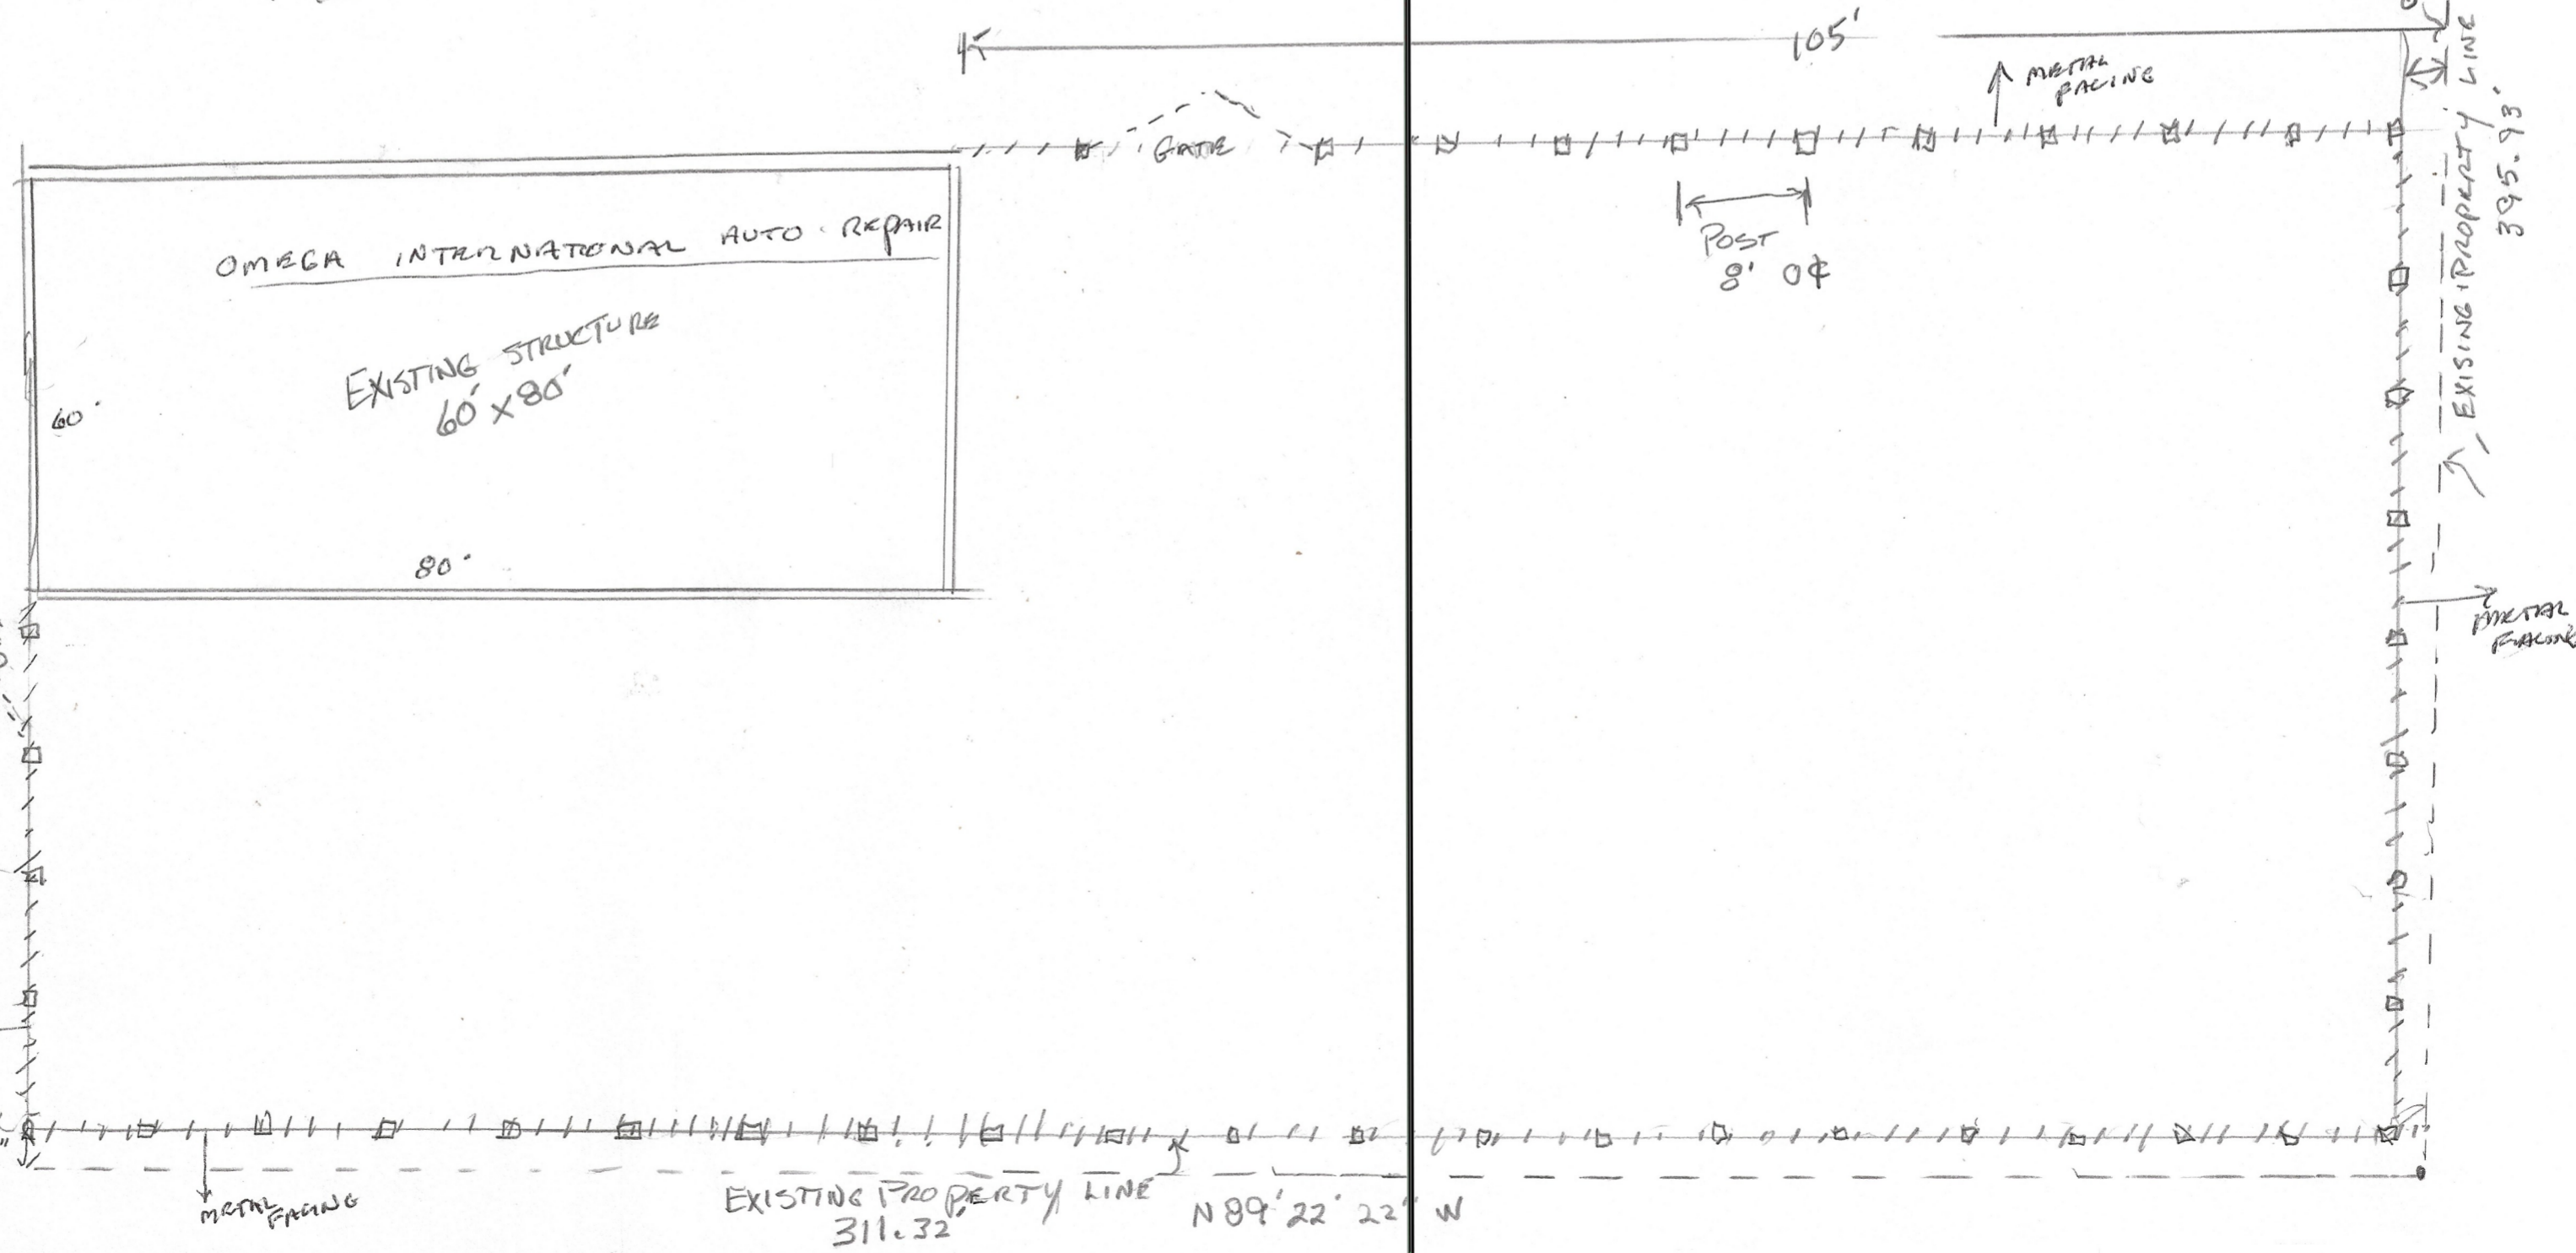 105'
METAL
FACING
EXISING PROPERTY LINE
395.93'
GATE
POST
8' 0¢
OMEGA INTERNATIONAL AUTO REPAIR
EXISTING STRUCTURE
60' x 80'
60'
80'
METAL
FACING
METAL
FACING
EXISTING PROPERTY LINE
311.32'
N 89' 22' 22" W